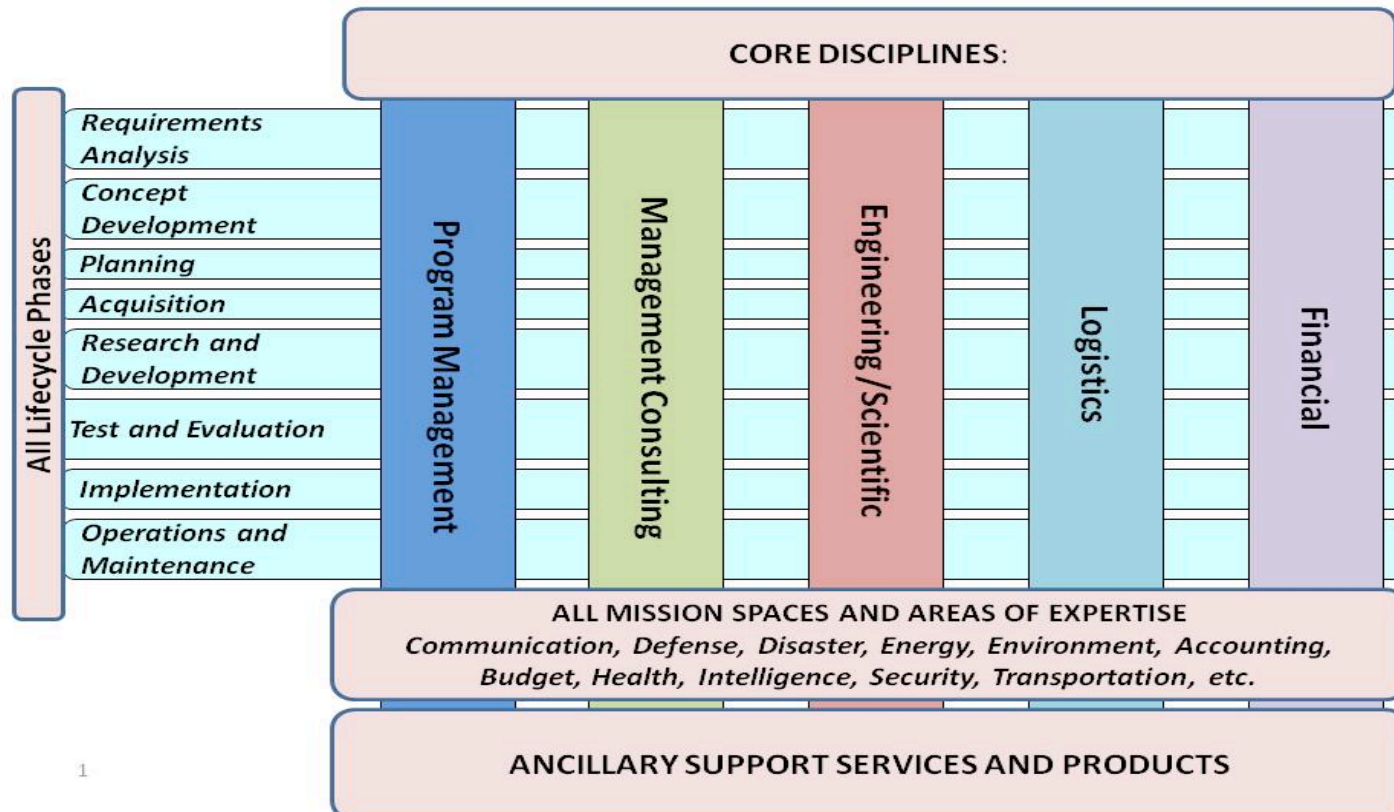 CORE DISCIPLINES:
All Lifecycle Phases
Requirements
Analysis
Concept
Development
Planning
Acquisition
Research and
Development
Test and Evaluation
Implementation
Operations and
Maintenance
Program Management
Management Consulting
Engineering /Scientific
Logistics
Financial
ALL MISSION SPACES AND AREAS OF EXPERTISE
Communication, Defense, Disaster, Energy, Environment, Accounting,
Budget, Health, Intelligence, Security, Transportation, etc.
ANCILLARY SUPPORT SERVICES AND PRODUCTS
1